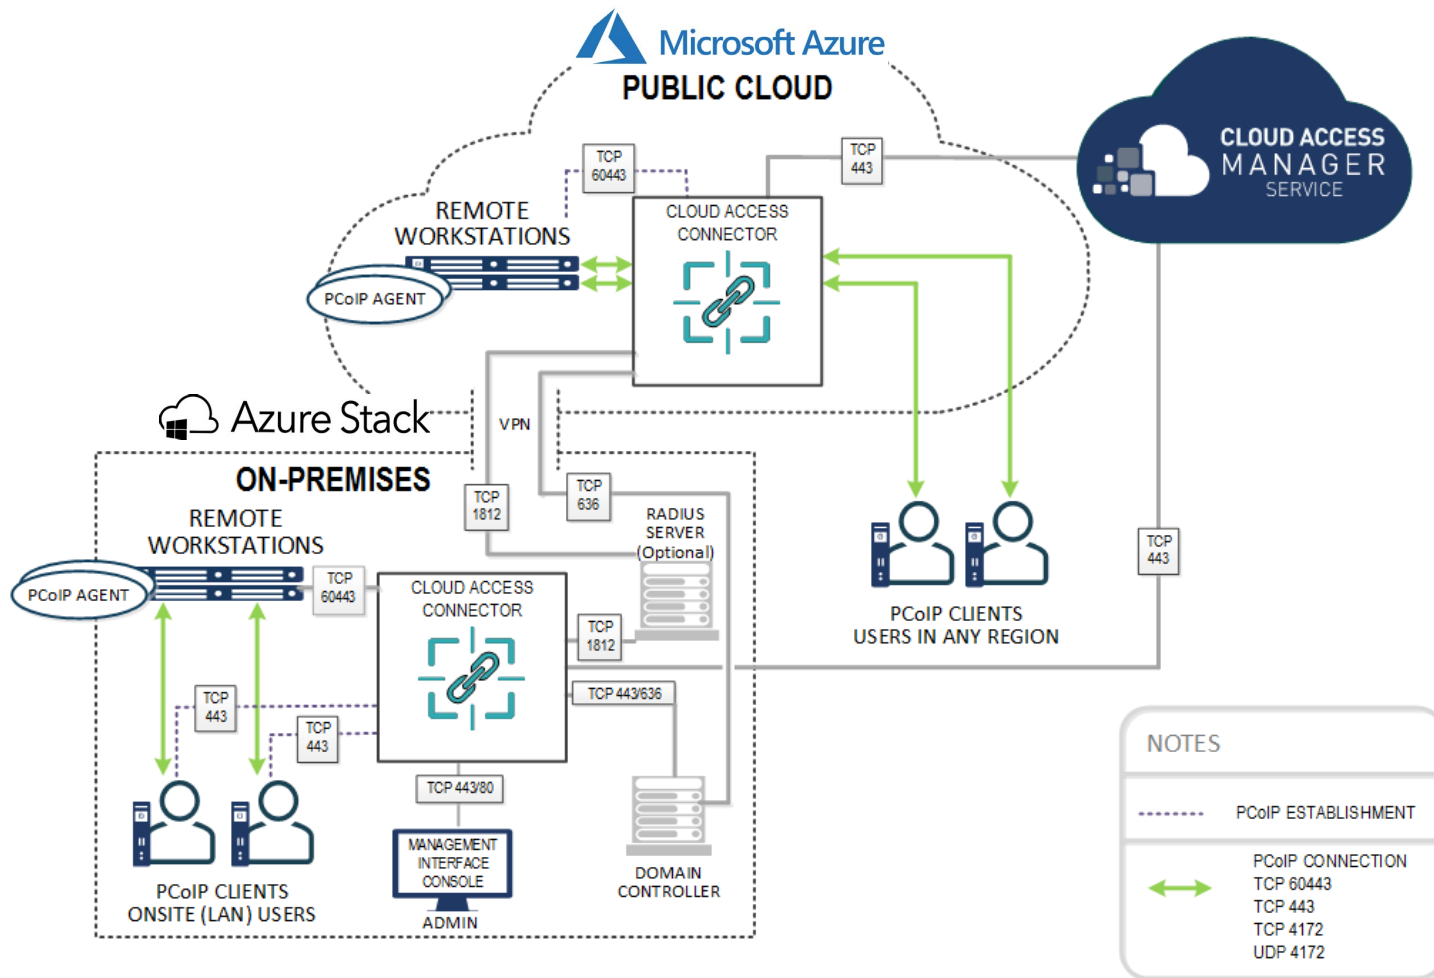 Microsoft Azure
PUBLIC CLOUD
TCP
60443
TCP
443
CLOUD ACCESS
MANAGER
SERVICE
REMOTE
WORKSTATIONS
CLOUD ACCESS
CONNECTOR
PCoIP AGENT
Azure Stack
VPN
ON-PREMISES
TCP
1812
TCP
636
REMOTE
WORKSTATIONS
RADIUS
SERVER
(Optional)
TCP
443
PCoIP AGENT
TCP
60443
CLOUD ACCESS
CONNECTOR
PCoIP CLIENTS
USERS IN ANY REGION
TCP
1812
TCP
443
TCP 443/636
TCP
443
TCP 443/80
MANAGEMENT
INTERFACE
CONSOLE
ADMIN
DOMAIN
CONTROLLER
PCoIP CLIENTS
ONSITE (LAN) USERS
NOTES
PCoIP ESTABLISHMENT
PCoIP CONNECTION
TCP 60443
TCP 443
TCP 4172
UDP 4172